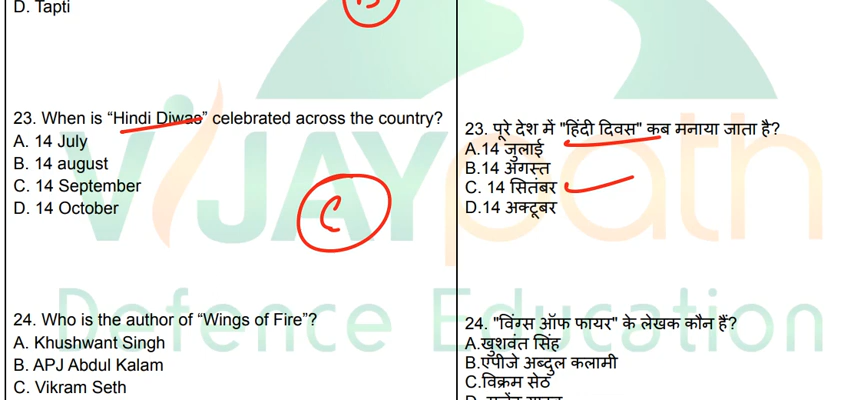 D. Tapti
B
23. When is “Hindi Diwas” celebrated across the country?
A. 14 July
B. 14 august
C. 14 September
D. 14 October
C
24. Who is the author of “Wings of Fire”?
A. Khushwant Singh
B. APJ Abdul Kalam
C. Vikram Seth
23. पूरे देश में "हिंदी दिवस" कब मनाया जाता है?
A.14 जुलाई
B.14 अगस्त
C. 14 सितंबर
D.14 अक्टूबर
24. "विंग्स ऑफ फायर" के लेखक कौन हैं?
A.खुशवंत सिंह
B.एपीजे अब्दुल कलामी
C.विक्रम सेठ
VIJAYpath
Defence Education